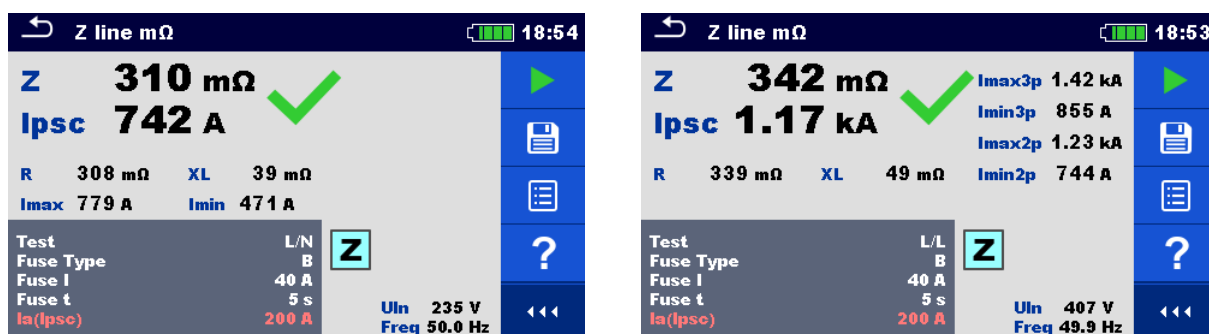 Z line mΩ 18:54
Z 310 mΩ
Ipsc 742 A
R 308 mΩ XL 39 mΩ
Imax 779 A Imin 471 A
Test L/N
Fuse Type B
Fuse I 40 A
Fuse t 5 s
Ia(Ipsc) 200 A
Z
?
Uln 235 V
Freq 50.0 Hz
Z line mΩ 18:53
Z 342 mΩ
Ipsc 1.17 kA
Imax3p 1.42 kA
Imin3p 855 A
Imax2p 1.23 kA
Imin2p 744 A
R 339 mΩ XL 49 mΩ
Test L/L
Fuse Type B
Fuse I 40 A
Fuse t 5 s
Ia(Ipsc) 200 A
Z
?
Uln 407 V
Freq 49.9 Hz